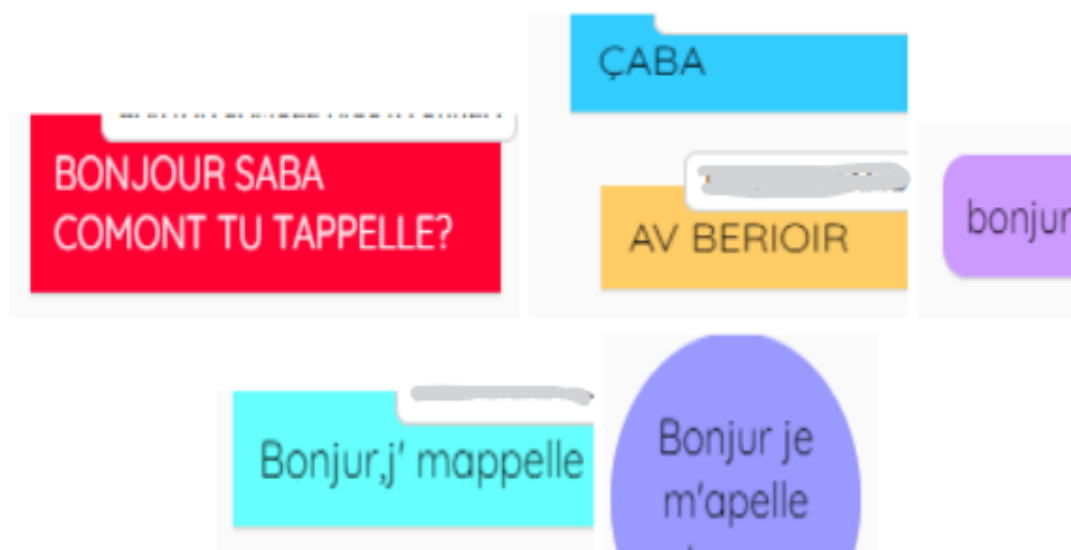 ÇABA
BONJOUR SABA
COMONT TU TAPPELLE?
AV BERIOIR
bonjur
Bonjur,j' mappelle
Bonjur je
m'apelle